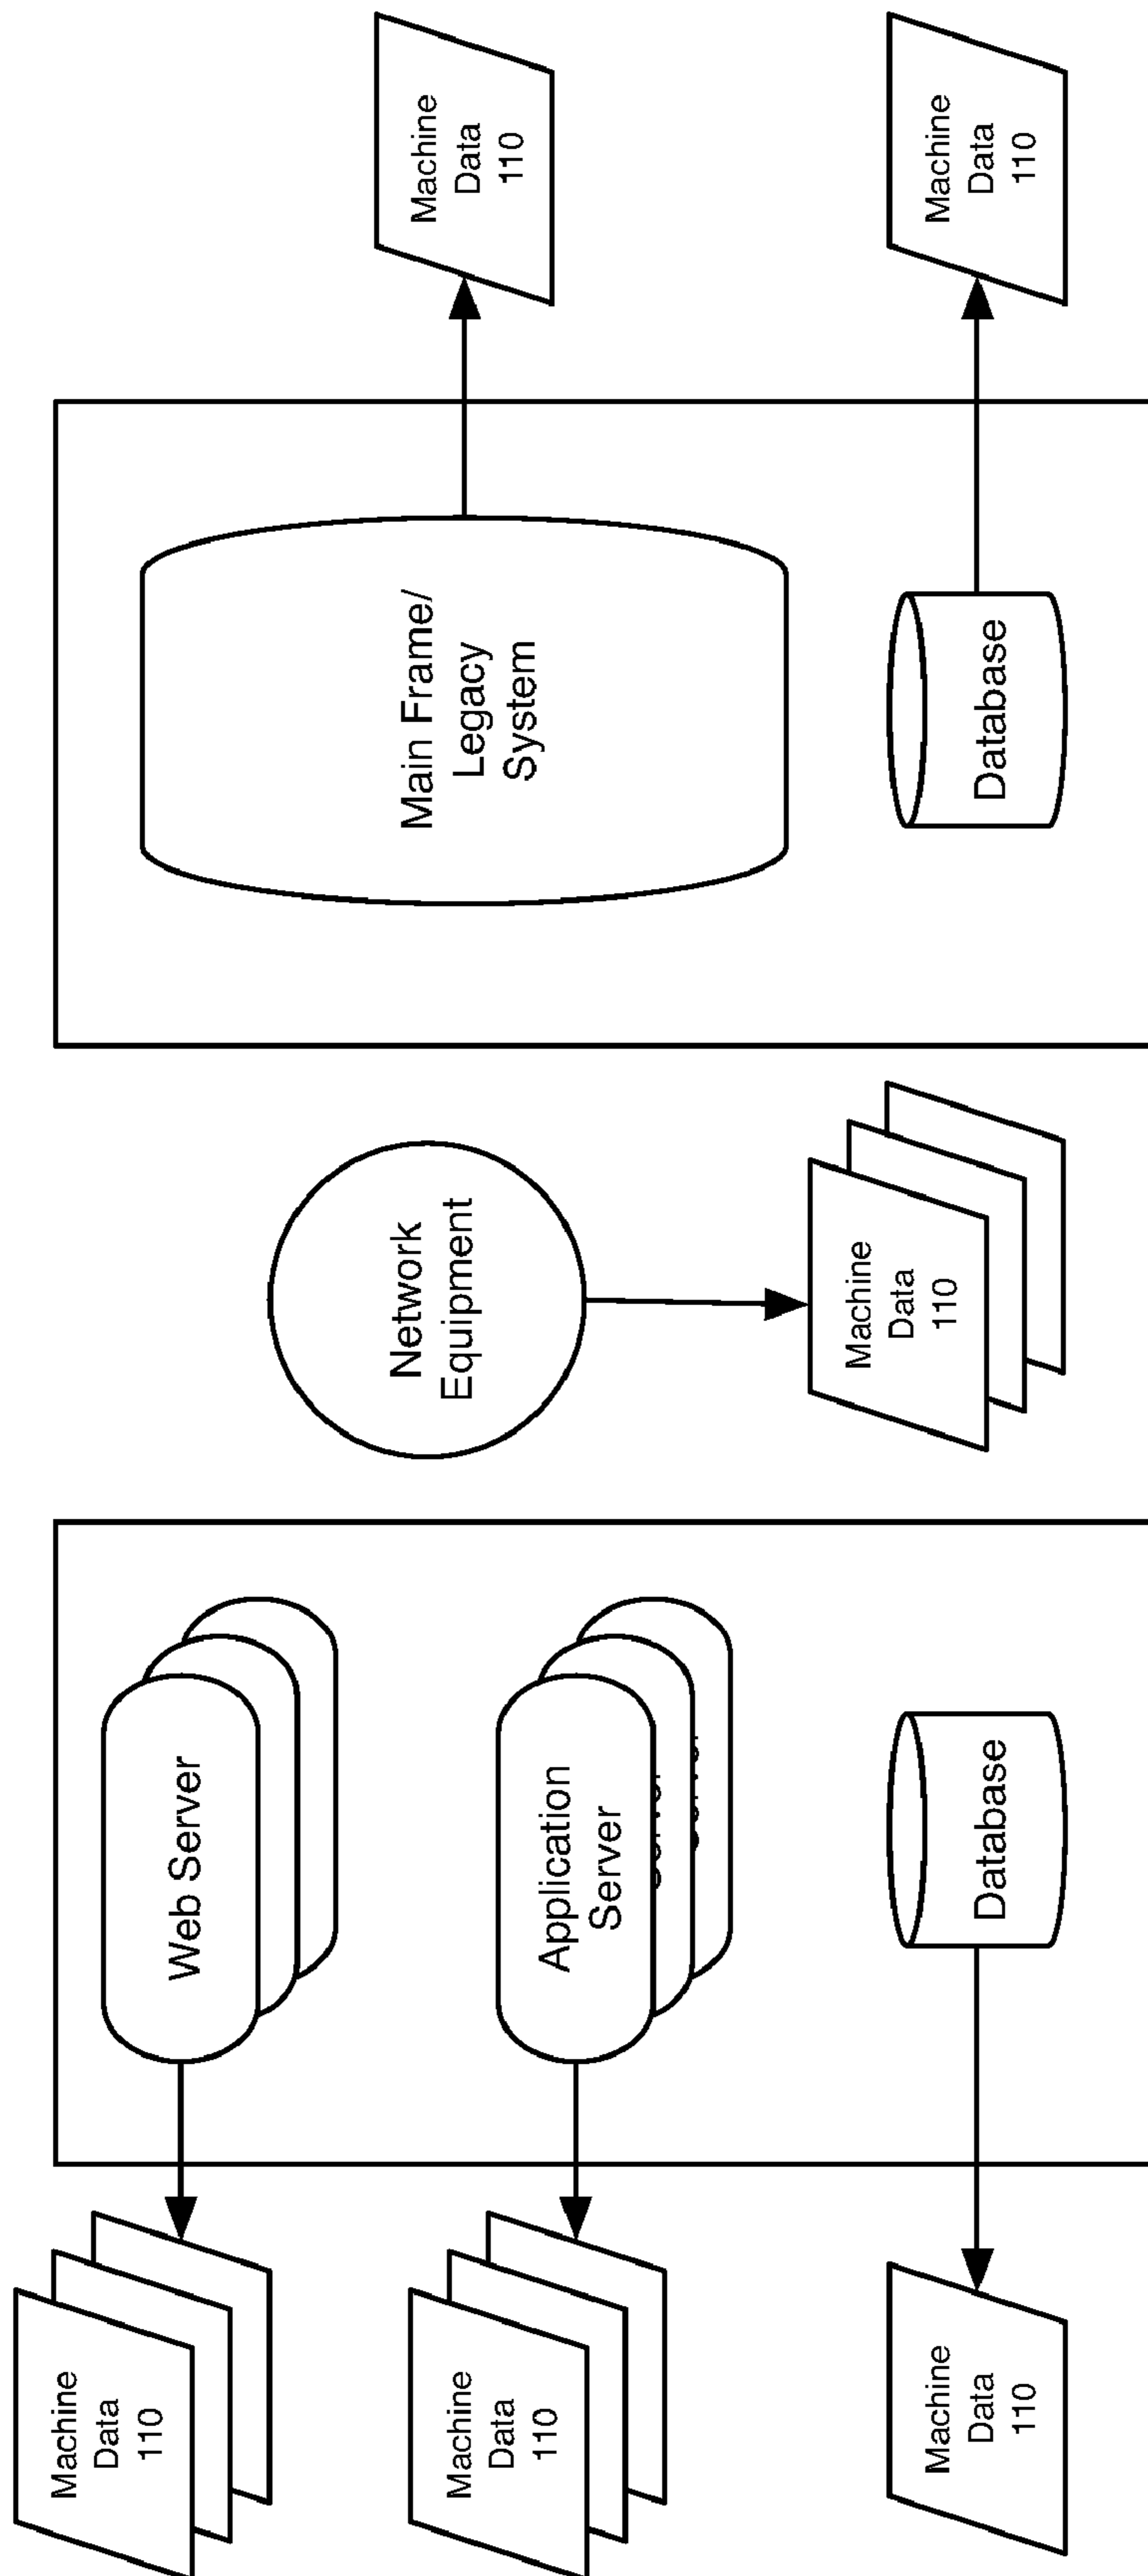 Machine
Data
110
Web Server
Machine
Data
110
Application
Server
Machine
Data
110
Database
Network
Equipment
Machine
Data
110
Main Frame/
Legacy
System
Machine
Data
110
Database
Machine
Data
110